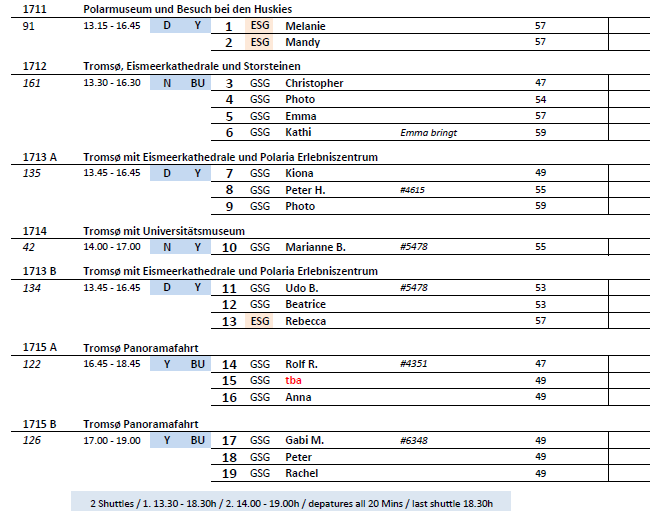 1711 Polarmuseum und Besuch bei den Huskies
91 13.15 - 16.45 D Y 1 ESG Melanie 57
2 ESG Mandy 57
1712 Tromsø, Eismeerkathedrale und Storsteinen
161 13.30 - 16.30 N BU 3 GSG Christopher 47
4 GSG Photo 54
5 GSG Emma 57
6 GSG Kathi Emma bringt 59
1713 A Tromsø mit Eismeerkathedrale und Polaria Erlebniszentrum
135 13.45 - 16.45 D Y 7 GSG Kiona 49
8 GSG Peter H. #4615 55
9 GSG Photo 59
1714 Tromsø mit Universitätsmuseum
42 14.00 - 17.00 N Y 10 GSG Marianne B. #5478 55
1713 B Tromsø mit Eismeerkathedrale und Polaria Erlebniszentrum
134 13.45 - 16.45 D Y 11 GSG Udo B. #5478 53
12 GSG Beatrice 53
13 ESG Rebecca 57
1715 A Tromsø Panoramafahrt
122 16.45 - 18.45 Y BU 14 GSG Rolf R. #4351 47
15 GSG tba 49
16 GSG Anna 49
1715 B Tromsø Panoramafahrt
126 17.00 - 19.00 Y BU 17 GSG Gabi M. #6348 49
18 GSG Peter 49
19 GSG Rachel 49
2 Shuttles / 1. 13.30 - 18.30h / 2. 14.00 - 19.00h / depatures all 20 Mins / last shuttle 18.30h